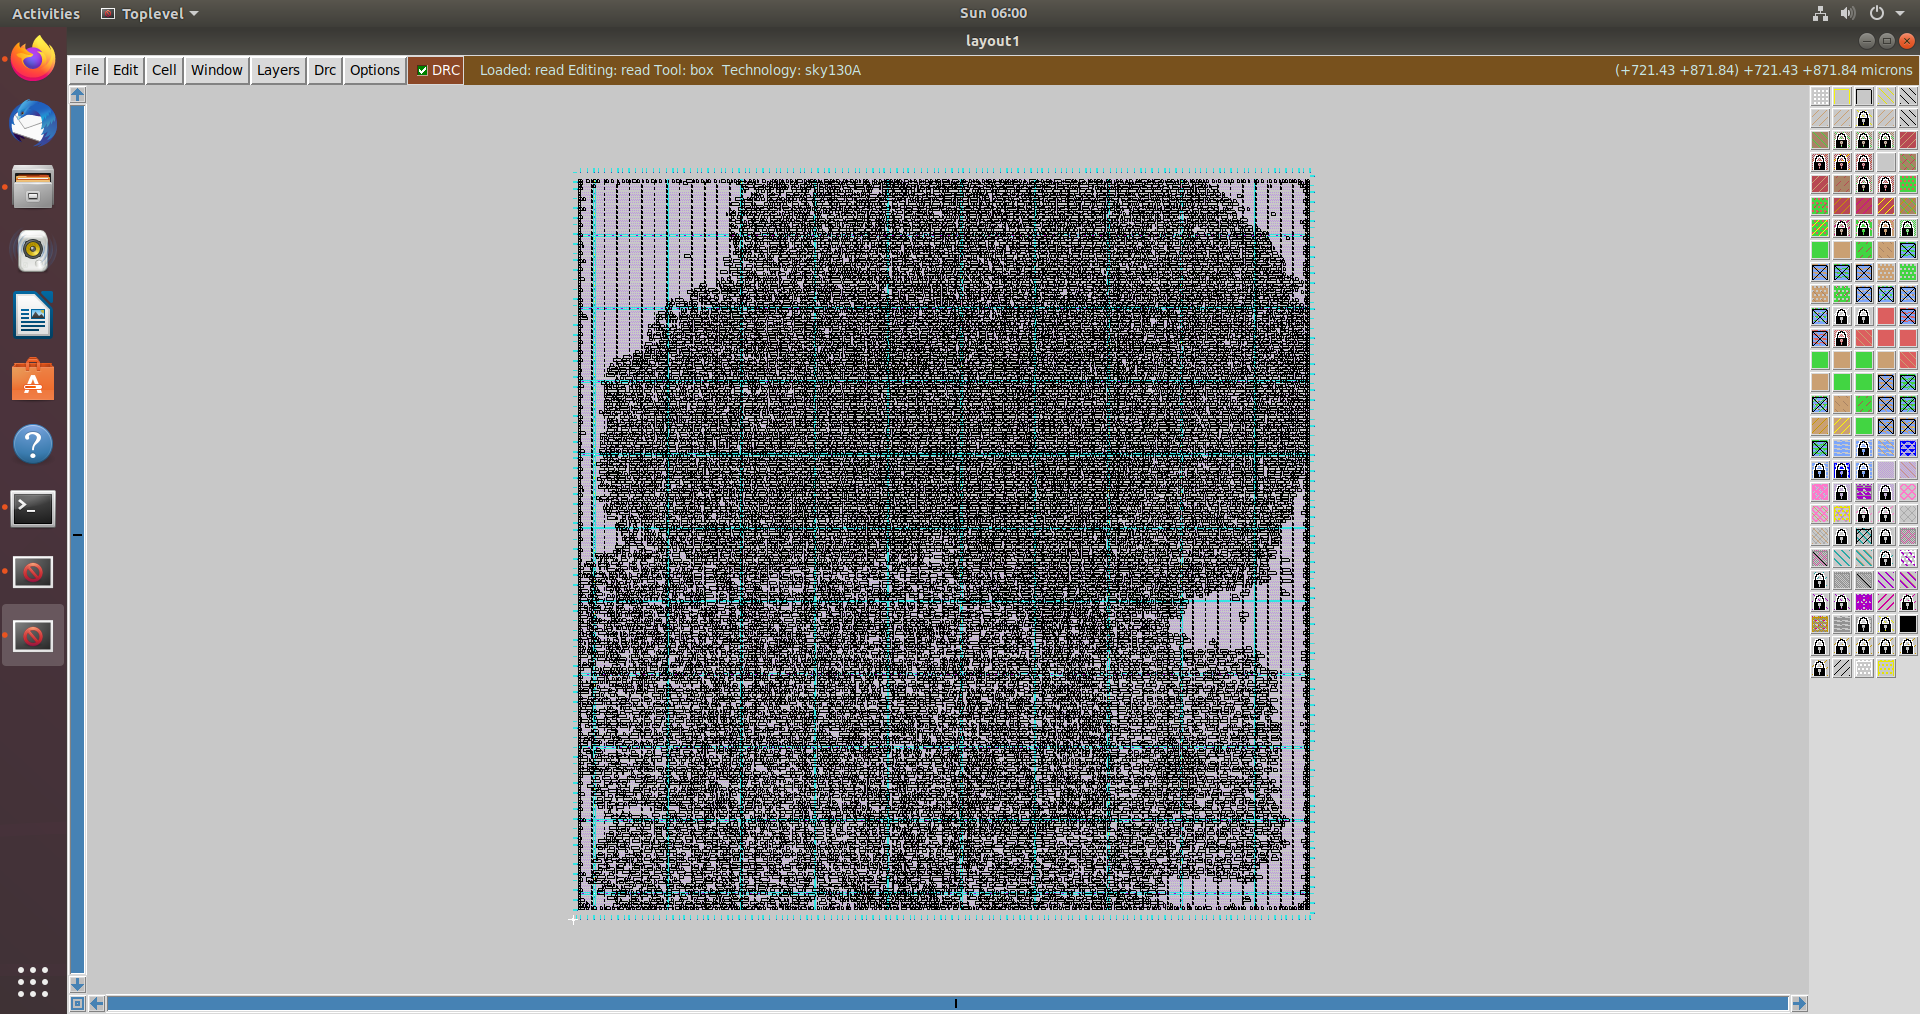 Activities Toplevel Sun 06:00
layout1
File Edit Cell Window Layers Drc Options DRC Loaded: read Editing: read Tool: box Technology: sky130A (+721.43 +871.84) +721.43 +871.84 microns